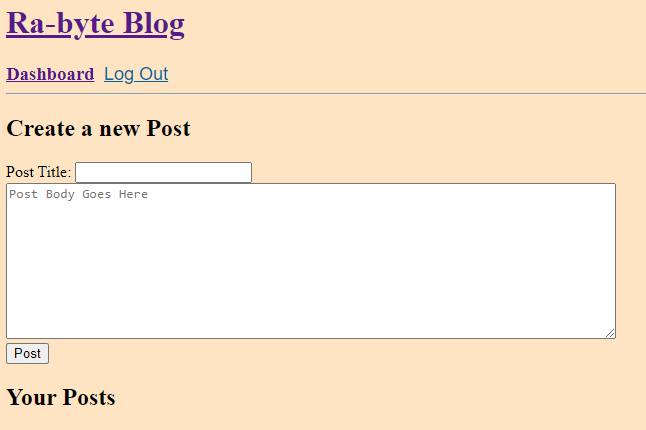 Ra-byte Blog
Dashboard Log Out
Create a new Post
Post Title:
Post Body Goes Here
Post
Your Posts